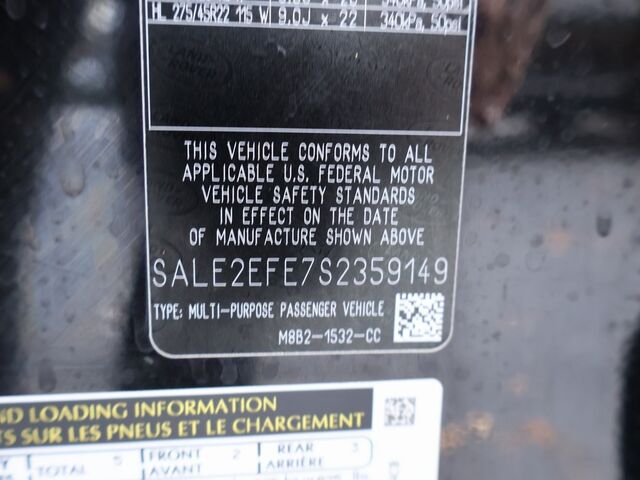 HL 275/45R22 115 W 9.0J x 22 340kPa, 50psi
THIS VEHICLE CONFORMS TO ALL
APPLICABLE U.S. FEDERAL MOTOR
VEHICLE SAFETY STANDARDS
IN EFFECT ON THE DATE
OF MANUFACTURE SHOWN ABOVE
SALE2EFE7S2359149
TYPE: MULTI-PURPOSE PASSENGER VEHICLE
M8B2-1532-CC
ND LOADING INFORMATION
TS SUR LES PNEUS ET LE CHARGEMENT
TOTAL 5 FRONT 2 REAR 3
AVANT ARRIÈRE